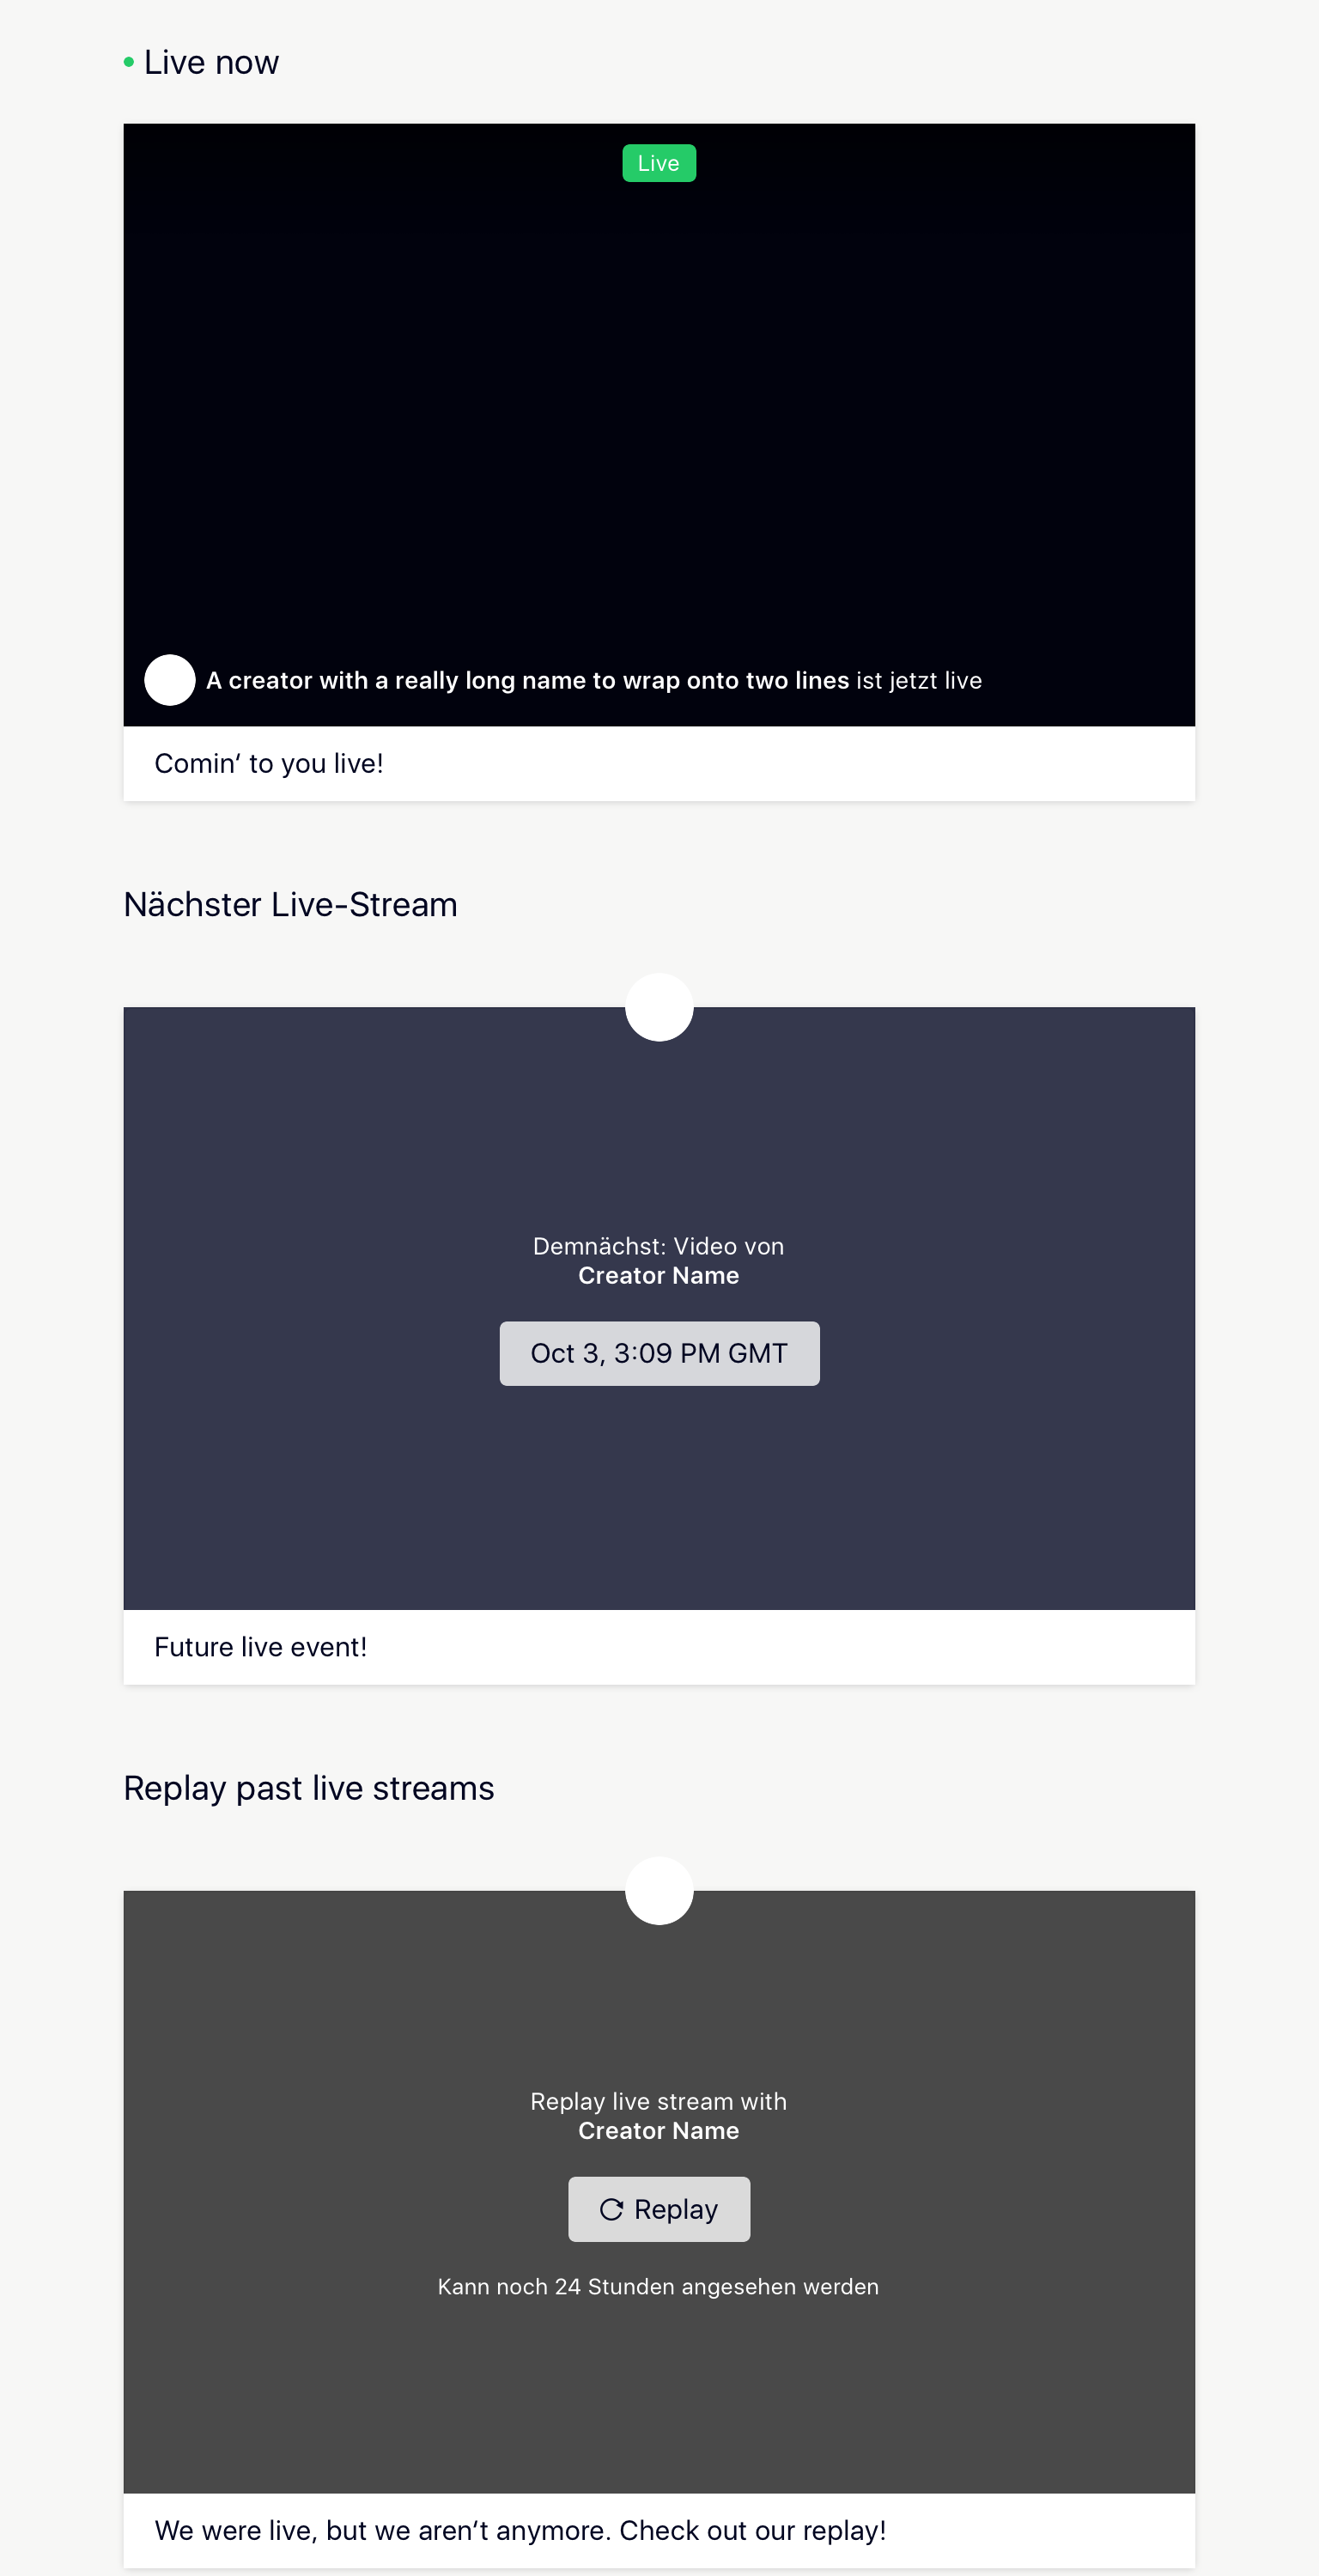 Live now
Live
A creator with a really long name to wrap onto two lines ist jetzt live
Comin‘ to you live!
Nächster Live-Stream
Demnächst: Video von
Creator Name
Oct 3, 3:09 PM GMT
Future live event!
Replay past live streams
Replay live stream with
Creator Name
Replay
Kann noch 24 Stunden angesehen werden
We were live, but we aren‘t anymore. Check out our replay!